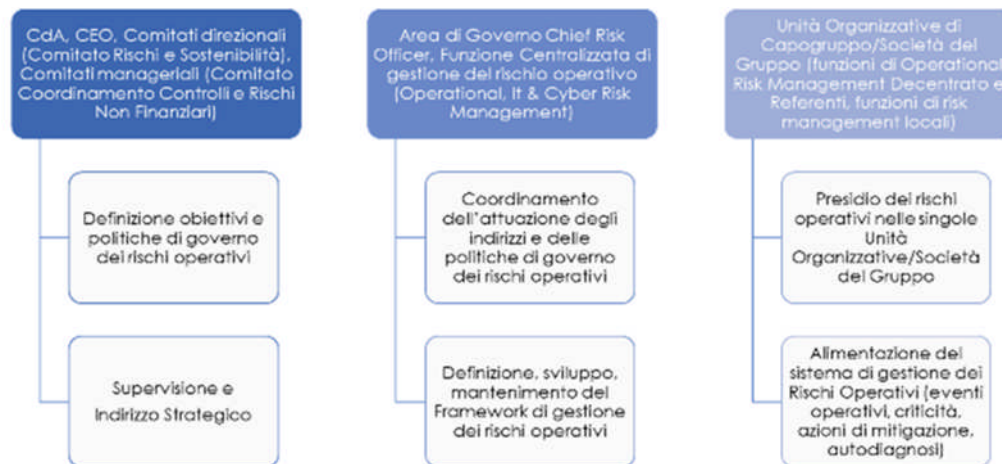 CdA, CEO, Comitati direzionali
(Comitato Rischi e Sostenibilità),
Comitati manageriali (Comitato
Coordinamento Controlli e Rischi
Non Finanziari)
Definizione obiettivi e
politiche di governo
dei rischi operativi
Supervisione e
Indirizzo Strategico
Area di Governo Chief Risk
Officer, Funzione Centralizzata di
gestione del rischio operativo
(Operational, It & Cyber Risk
Management)
Coordinamento
dell'attuazione degli
indirizzi e delle
politiche di governo
dei rischi operativi
Definizione, sviluppo,
mantenimento del
Framework di gestione
dei rischi operativi
Unità Organizzative di
Capogruppo/Società del
Gruppo (funzioni di Operational
Risk Management Decentrato e
Referenti, funzioni di risk
management locali)
Presidio dei rischi
operativi nelle singole
Unità
Organizzative/Società
del Gruppo
Alimentazione del
sistema di gestione dei
Rischi Operativi (eventi
operativi, criticità,
azioni di mitigazione,
autodiagnosi)